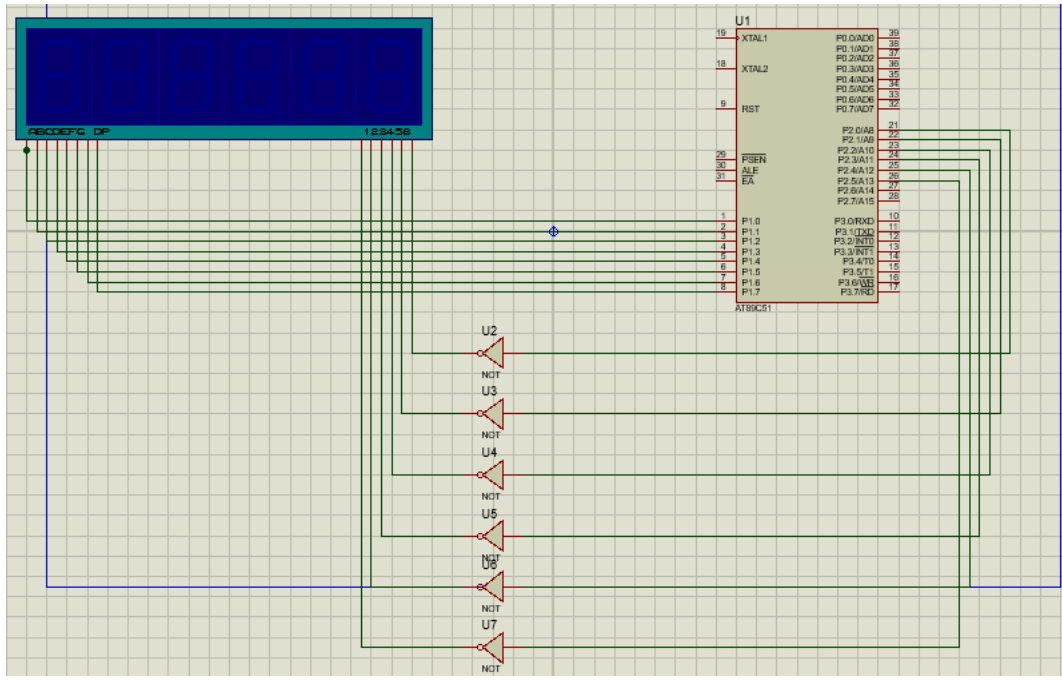 ABCDEFG DP
123456
U1
19 XTAL1
18 XTAL2
9 RST
29 PSEN
30 ALE
31 EA
1 P1.0
2 P1.1
3 P1.2
4 P1.3
5 P1.4
6 P1.5
7 P1.6
8 P1.7
P0.0/AD0 39
P0.1/AD1 38
P0.2/AD2 37
P0.3/AD3 36
P0.4/AD4 35
P0.5/AD5 34
P0.6/AD6 33
P0.7/AD7 32
P2.0/A8 21
P2.1/A9 22
P2.2/A10 23
P2.3/A11 24
P2.4/A12 25
P2.5/A13 26
P2.6/A14 27
P2.7/A15 28
P3.0/RXD 10
P3.1/TXD 11
P3.2/INT0 12
P3.3/INT1 13
P3.4/T0 14
P3.5/T1 15
P3.6/WR 16
P3.7/RD 17
AT89C51
U2
NOT
U3
NOT
U4
NOT
U5
NOT
U6
NOT
U7
NOT